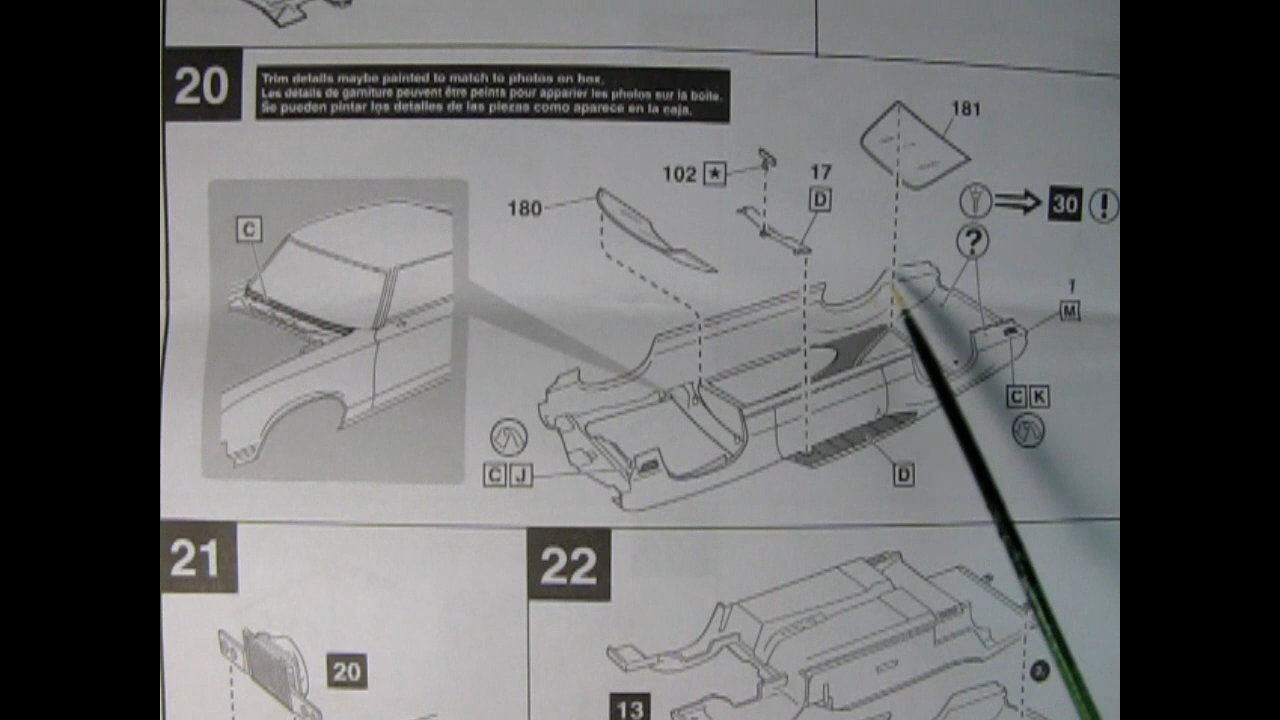 20
Trim details maybe painted to match to photos on box.
Les détails de garniture peuvent être peints pour apparier les photos sur la boîte.
Se pueden pintar los detalles de las piezas como aparece en la caja.
181
102 ★
17
D
180
30 !
?
C
1
M
C K
C J
D
21
22
20
13